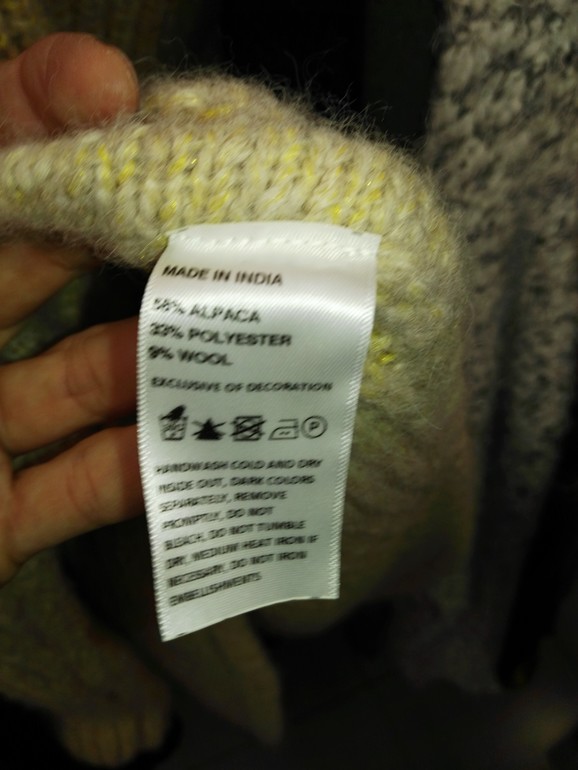 MADE IN INDIA
58% ALPACA
33% POLYESTER
9% WOOL
EXCLUSIVE OF DECORATION
P
HANDWASH COLD AND DRY
INSIDE OUT, DARK COLORS
SEPARATELY, REMOVE
PROMPTLY, DO NOT
BLEACH, DO NOT TUMBLE
DRY, MEDIUM HEAT IRON IF
NECESSARY, DO NOT IRON
EMBELLISHMENTS